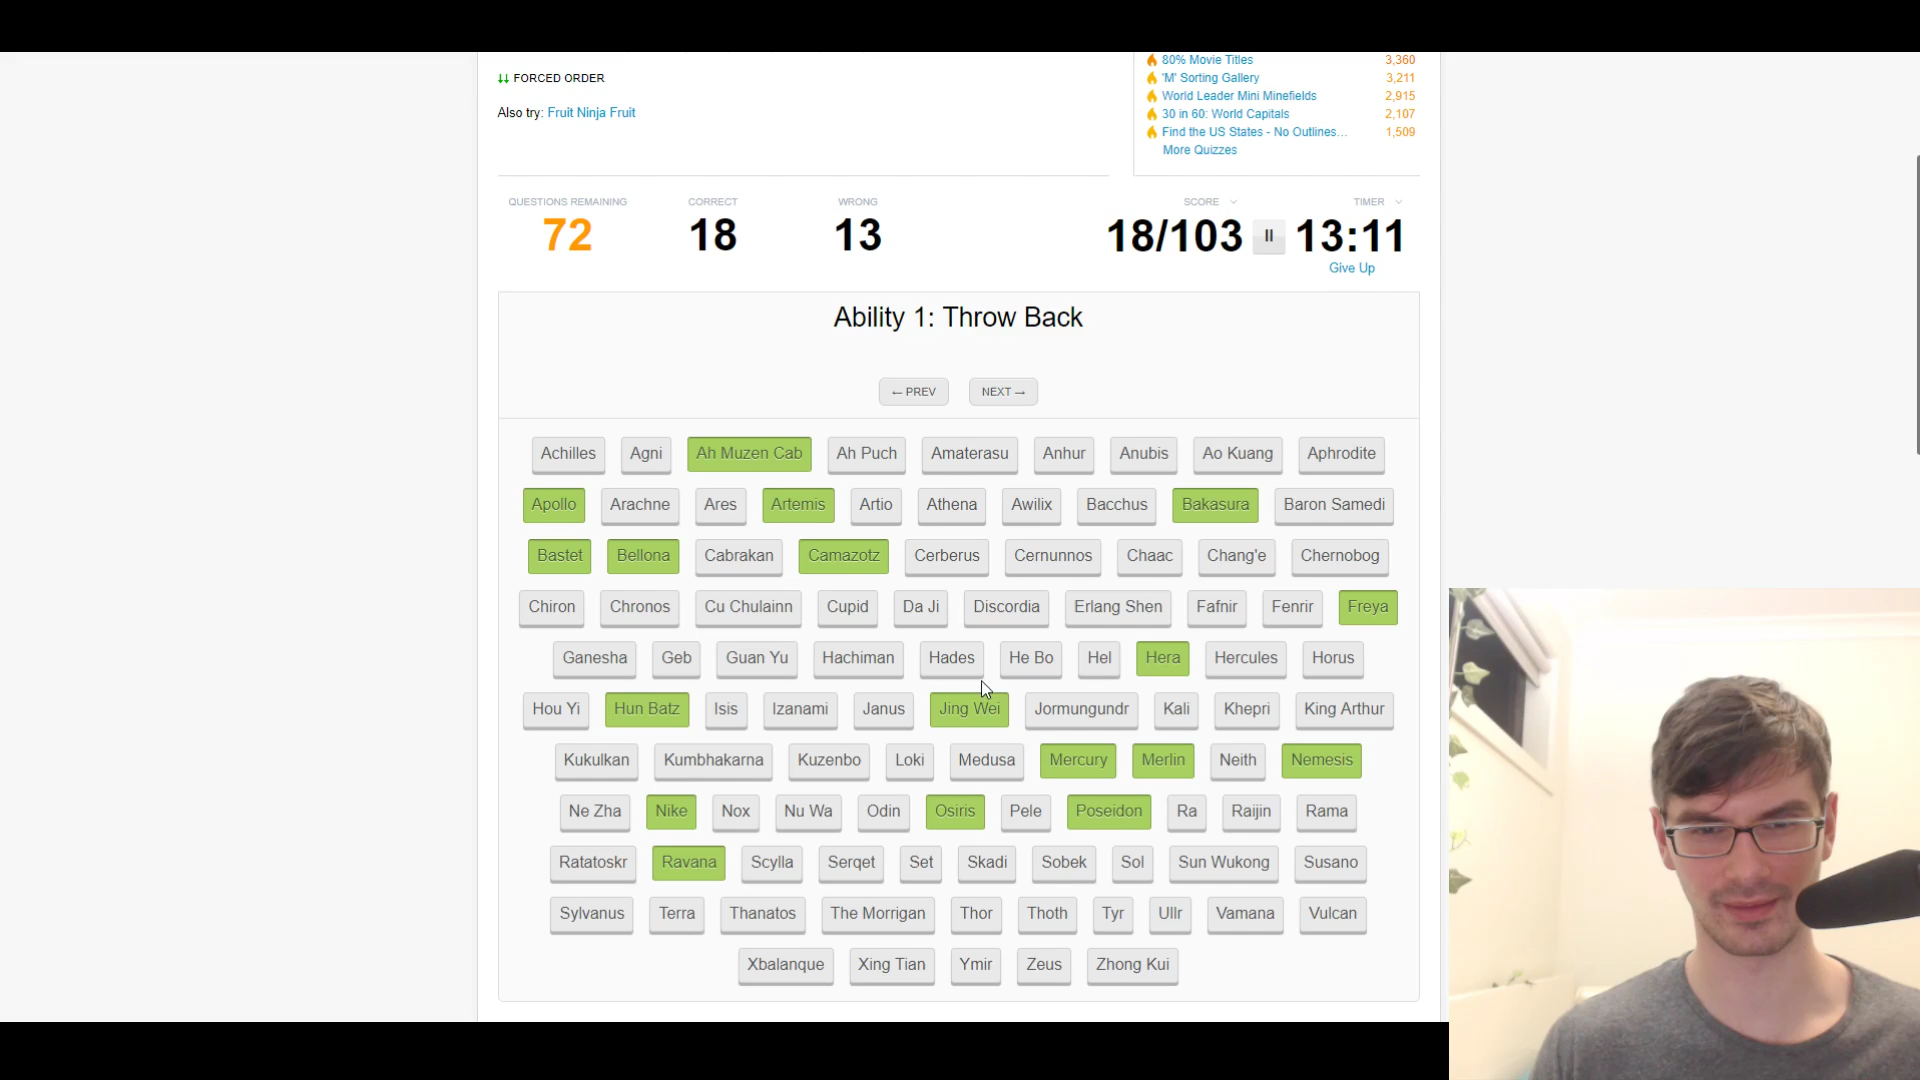 80% Movie Titles 3,360
↓↓ FORCED ORDER
'M' Sorting Gallery 3,211
World Leader Mini Minefields 2,915
Also try: Fruit Ninja Fruit
30 in 60: World Capitals 2,107
Find the US States - No Outlines... 1,509
More Quizzes
QUESTIONS REMAINING CORRECT WRONG SCORE TIMER
72 18 13 18/103 13:11
Give Up
Ability 1: Throw Back
← PREV NEXT →
Achilles Agni Ah Muzen Cab Ah Puch Amaterasu Anhur Anubis Ao Kuang Aphrodite
Apollo Arachne Ares Artemis Artio Athena Awilix Bacchus Bakasura Baron Samedi
Bastet Bellona Cabrakan Camazotz Cerberus Cernunnos Chaac Chang'e Chernobog
Chiron Chronos Cu Chulainn Cupid Da Ji Discordia Erlang Shen Fafnir Fenrir Freya
Ganesha Geb Guan Yu Hachiman Hades He Bo Hel Hera Hercules Horus
Hou Yi Hun Batz Isis Izanami Janus Jing Wei Jormungundr Kali Khepri King Arthur
Kukulkan Kumbhakarna Kuzenbo Loki Medusa Mercury Merlin Neith Nemesis
Ne Zha Nike Nox Nu Wa Odin Osiris Pele Poseidon Ra Raijin Rama
Ratatoskr Ravana Scylla Serqet Set Skadi Sobek Sol Sun Wukong Susano
Sylvanus Terra Thanatos The Morrigan Thor Thoth Tyr Ullr Vamana Vulcan
Xbalanque Xing Tian Ymir Zeus Zhong Kui